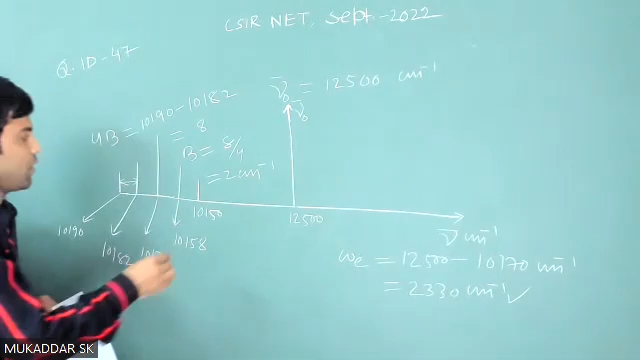 CSIR NET, Sept-2022
Q.ID-47
ν̄₀ = 12500 cm⁻¹
ν̄₀
4B = 10190-10182
= 8
B = 8/4
= 2 cm⁻¹
10190
10182
10158
10150
12500
ν̄ cm⁻¹
ωe = 12500 - 10170 cm⁻¹
= 2330 cm⁻¹ ✓
MUKADDAR SK